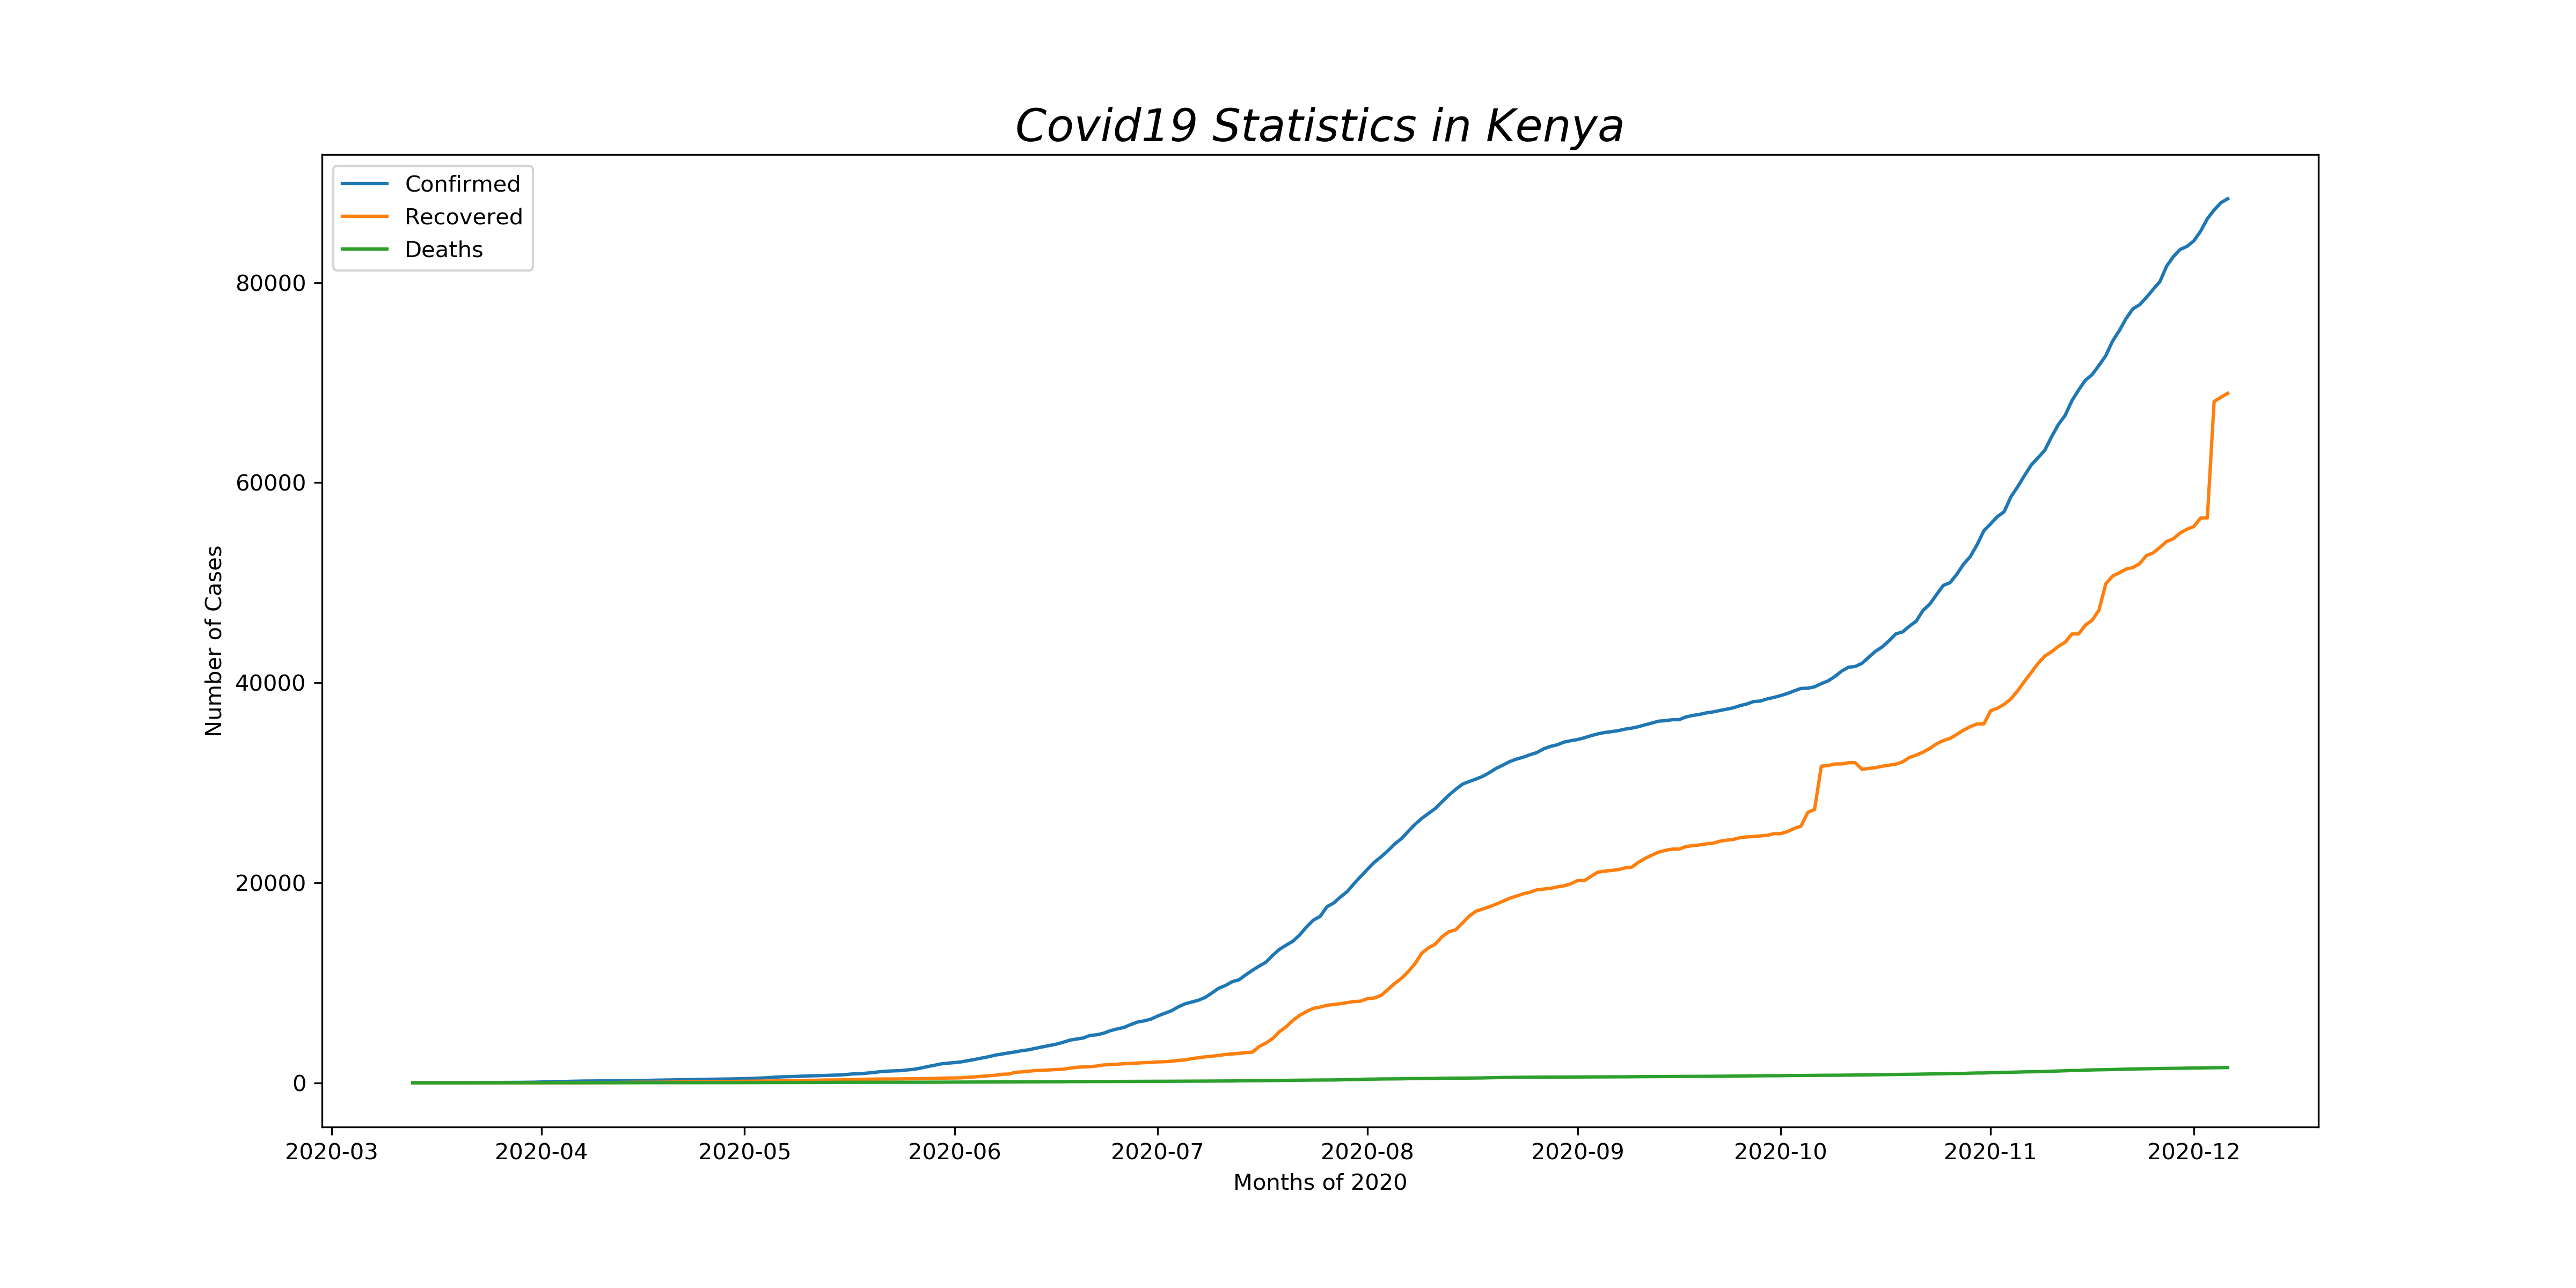 Covid19 Statistics in Kenya
Confirmed
Recovered
Deaths
80000
60000
40000
20000
0
Number of Cases
2020-03 2020-04 2020-05 2020-06 2020-07 2020-08 2020-09 2020-10 2020-11 2020-12
Months of 2020